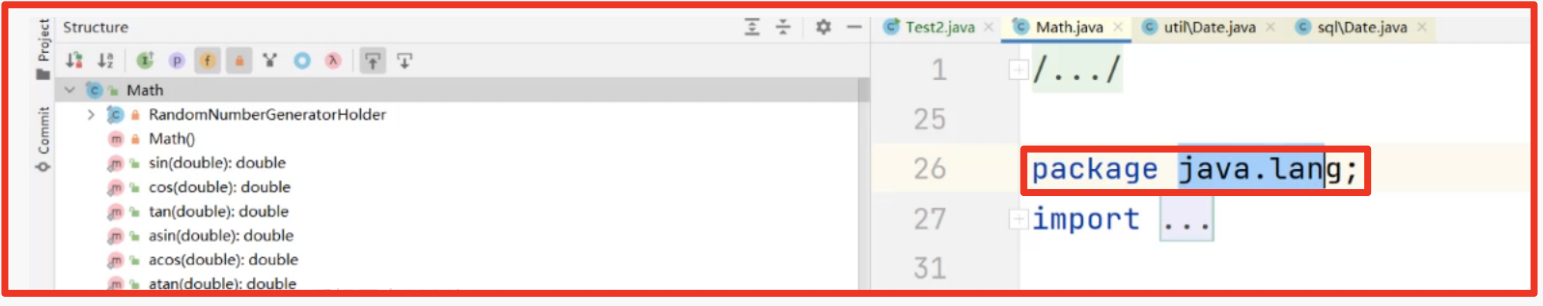 Project
Commit
Structure
Math
RandomNumberGeneratorHolder
Math()
sin(double): double
cos(double): double
tan(double): double
asin(double): double
acos(double): double
atan(double): double
Test2.java
Math.java
util\Date.java
sql\Date.java
1 /.../
25
26 package java.lang;
27 import ...
31